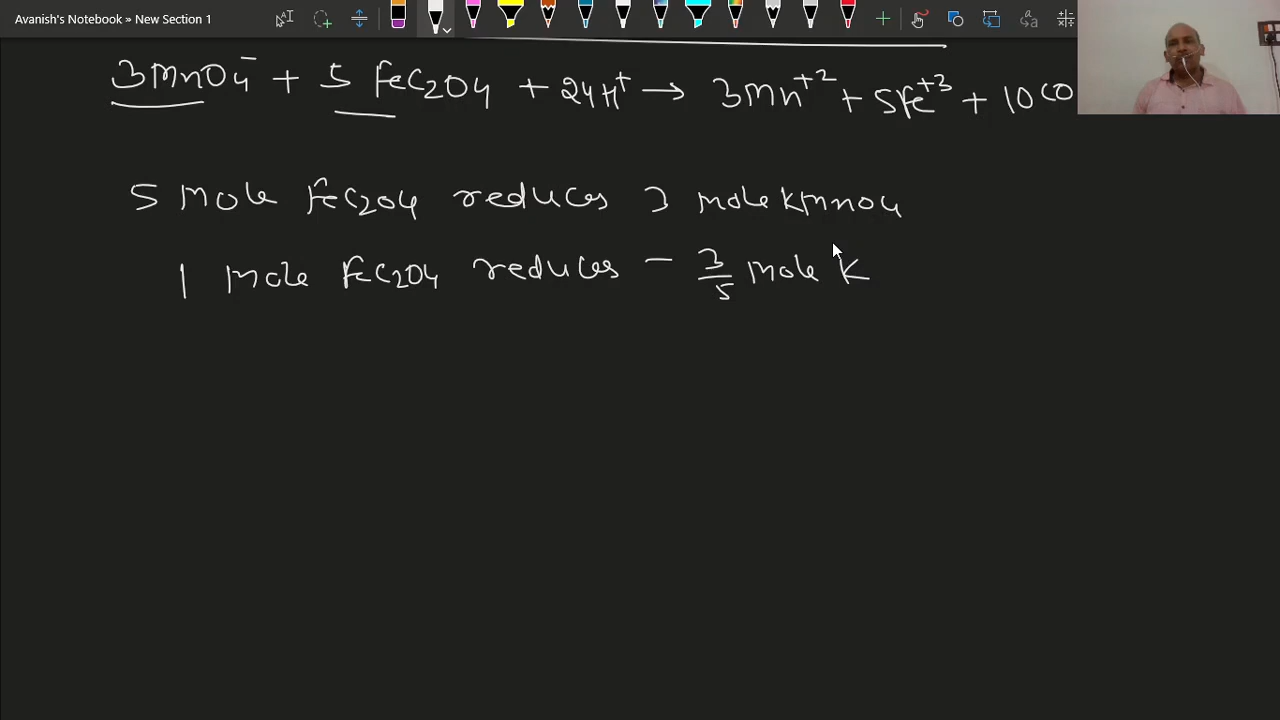 Avanish's Notebook » New Section 1
3MnO4⁻ + 5 FeC2O4 + 24H⁺ → 3Mn⁺² + 5Fe⁺³ + 10CO
5 Mole FeC2O4 reduces 3 mole KMnO4
1 Mole FeC2O4 reduces – 3/5 Mole K